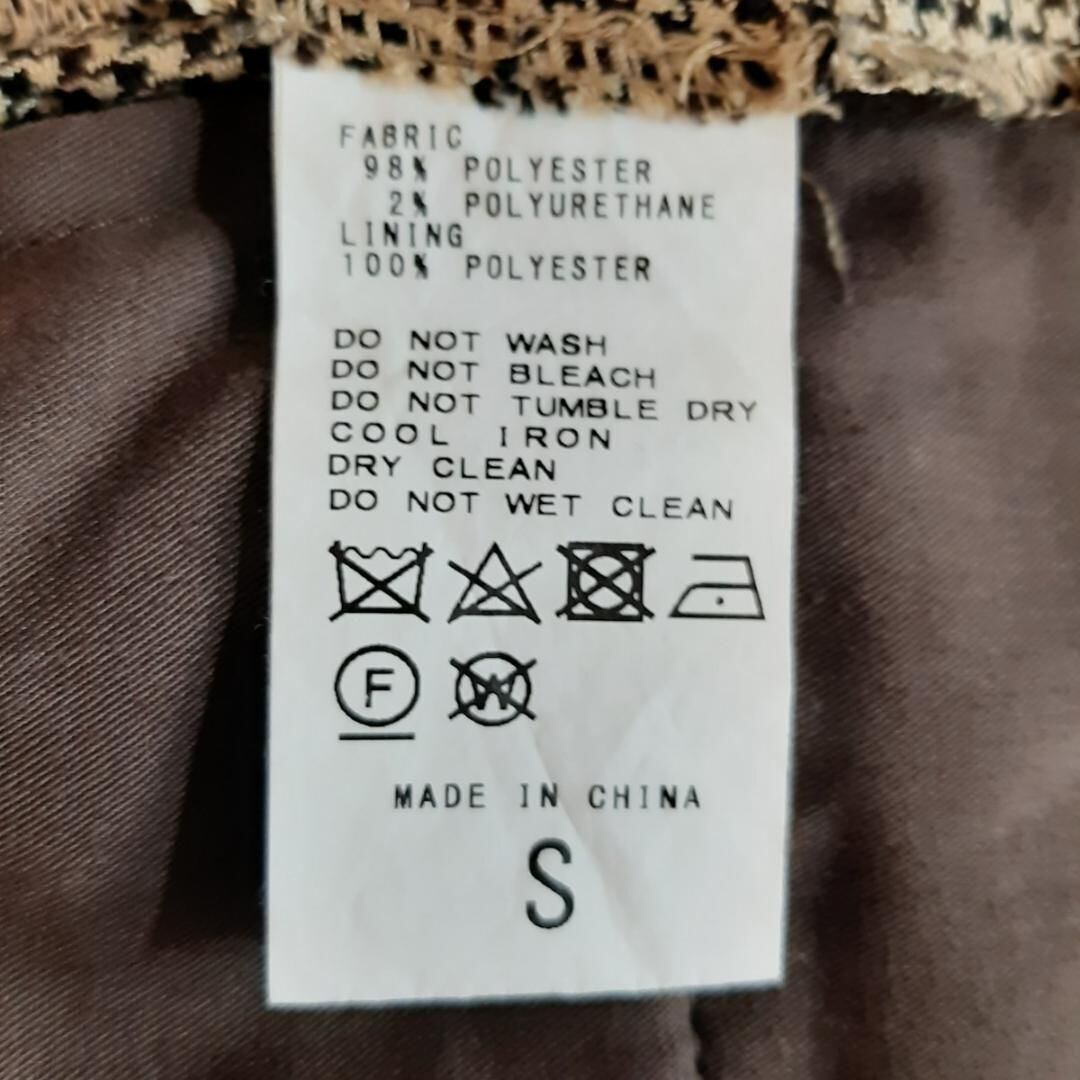 FABRIC
98% POLYESTER
2% POLYURETHANE
LINING
100% POLYESTER
DO NOT WASH
DO NOT BLEACH
DO NOT TUMBLE DRY
COOL IRON
DRY CLEAN
DO NOT WET CLEAN
F W
MADE IN CHINA
S